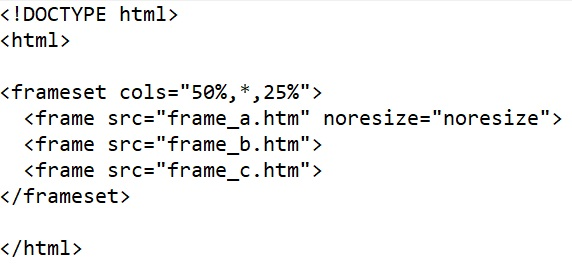 <!DOCTYPE html>
<html>
<frameset cols="50%,*,25%">
<frame src="frame_a.htm" noresize="noresize">
<frame src="frame_b.htm">
<frame src="frame_c.htm">
</frameset>
</html>